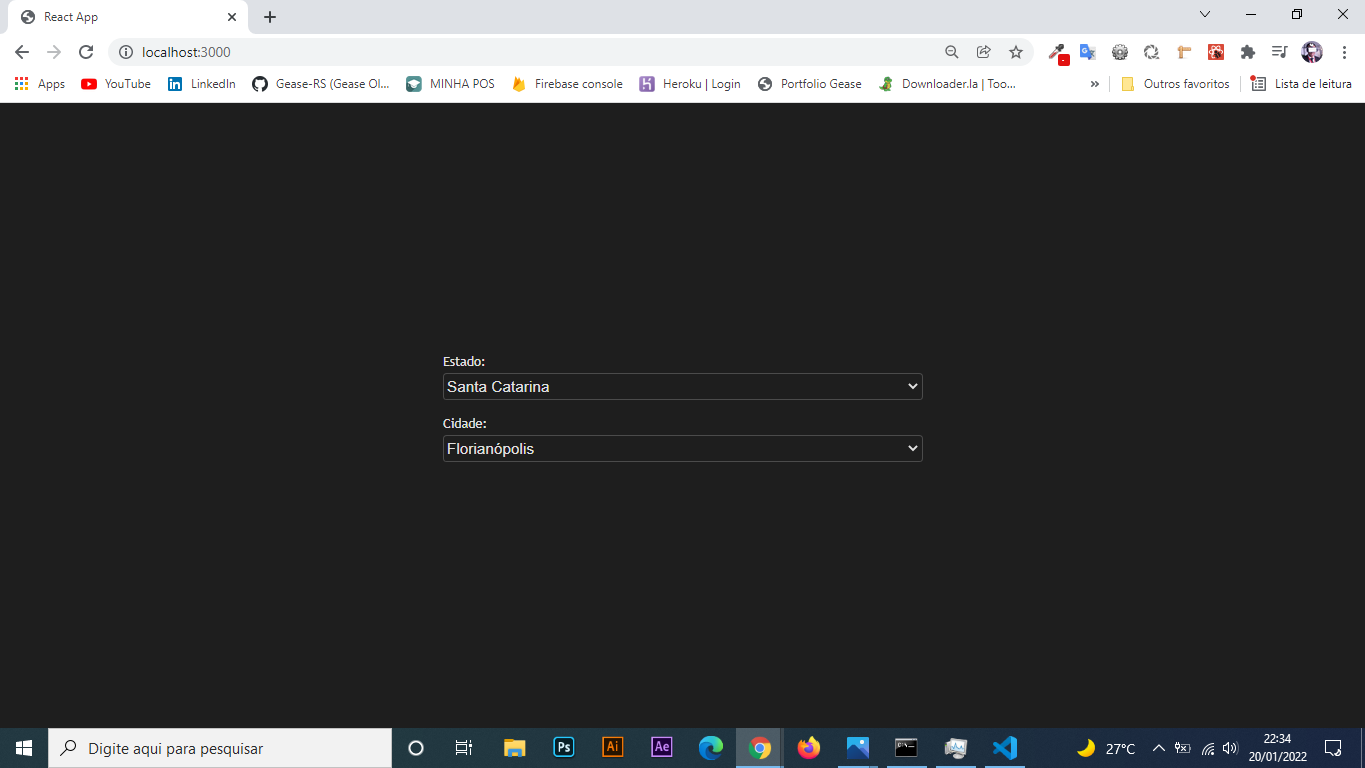 React App
localhost:3000
Apps YouTube LinkedIn Gease-RS (Gease Ol... MINHA POS Firebase console Heroku | Login Portfolio Gease Downloader.la | Too... » Outros favoritos Lista de leitura
Estado:
Santa Catarina
Cidade:
Florianópolis
Digite aqui para pesquisar Ps Ai Ae 27°C 22:34
20/01/2022